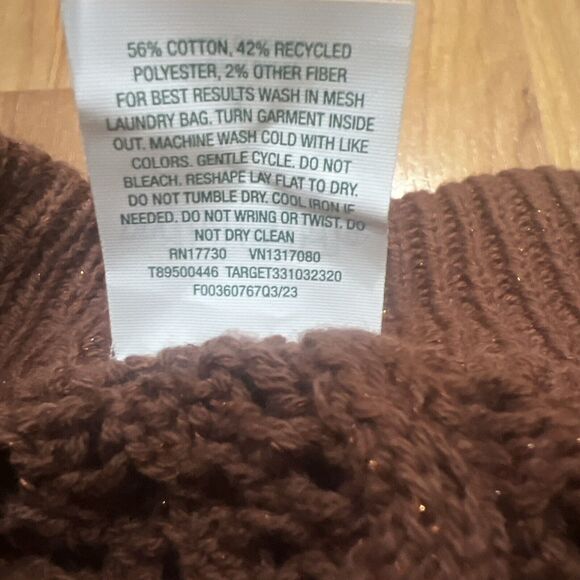 56% COTTON, 42% RECYCLED
POLYESTER, 2% OTHER FIBER
FOR BEST RESULTS WASH IN MESH
LAUNDRY BAG. TURN GARMENT INSIDE
OUT. MACHINE WASH COLD WITH LIKE
COLORS. GENTLE CYCLE. DO NOT
BLEACH. RESHAPE LAY FLAT TO DRY.
DO NOT TUMBLE DRY. COOL IRON IF
NEEDED. DO NOT WRING OR TWIST. DO
NOT DRY CLEAN
RN17730 VN1317080
T89500446 TARGET331032320
F00360767Q3/23